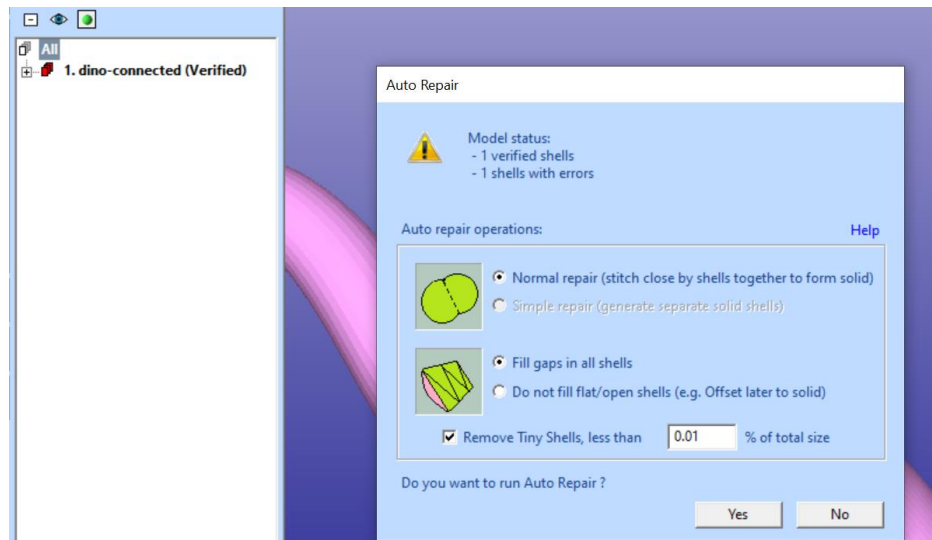 All
1. dino-connected (Verified)
Auto Repair
Model status:
- 1 verified shells
- 1 shells with errors
Auto repair operations:
Help
Normal repair (stitch close by shells together to form solid)
Simple repair (generate separate solid shells)
Fill gaps in all shells
Do not fill flat/open shells (e.g. Offset later to solid)
Remove Tiny Shells, less than 0.01 % of total size
Do you want to run Auto Repair ?
Yes No